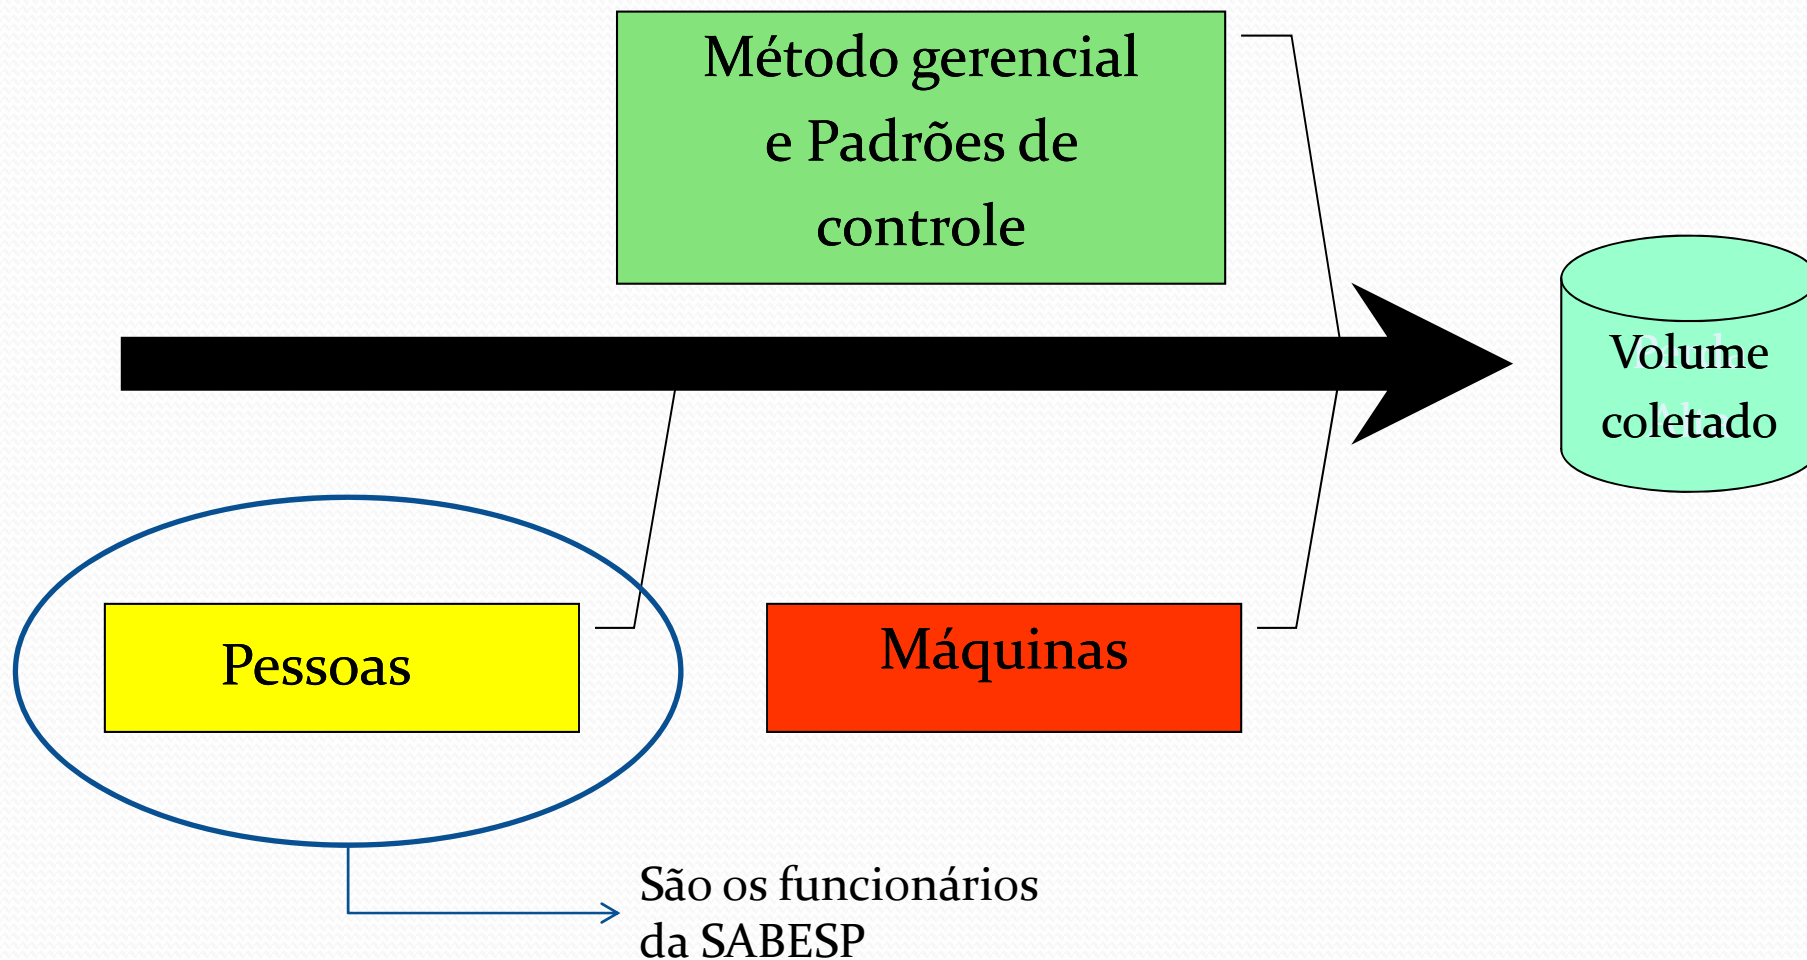 Método gerencial
e Padrões de
controle
Volume
coletado
Pessoas
Máquinas
São os funcionários
da SABESP